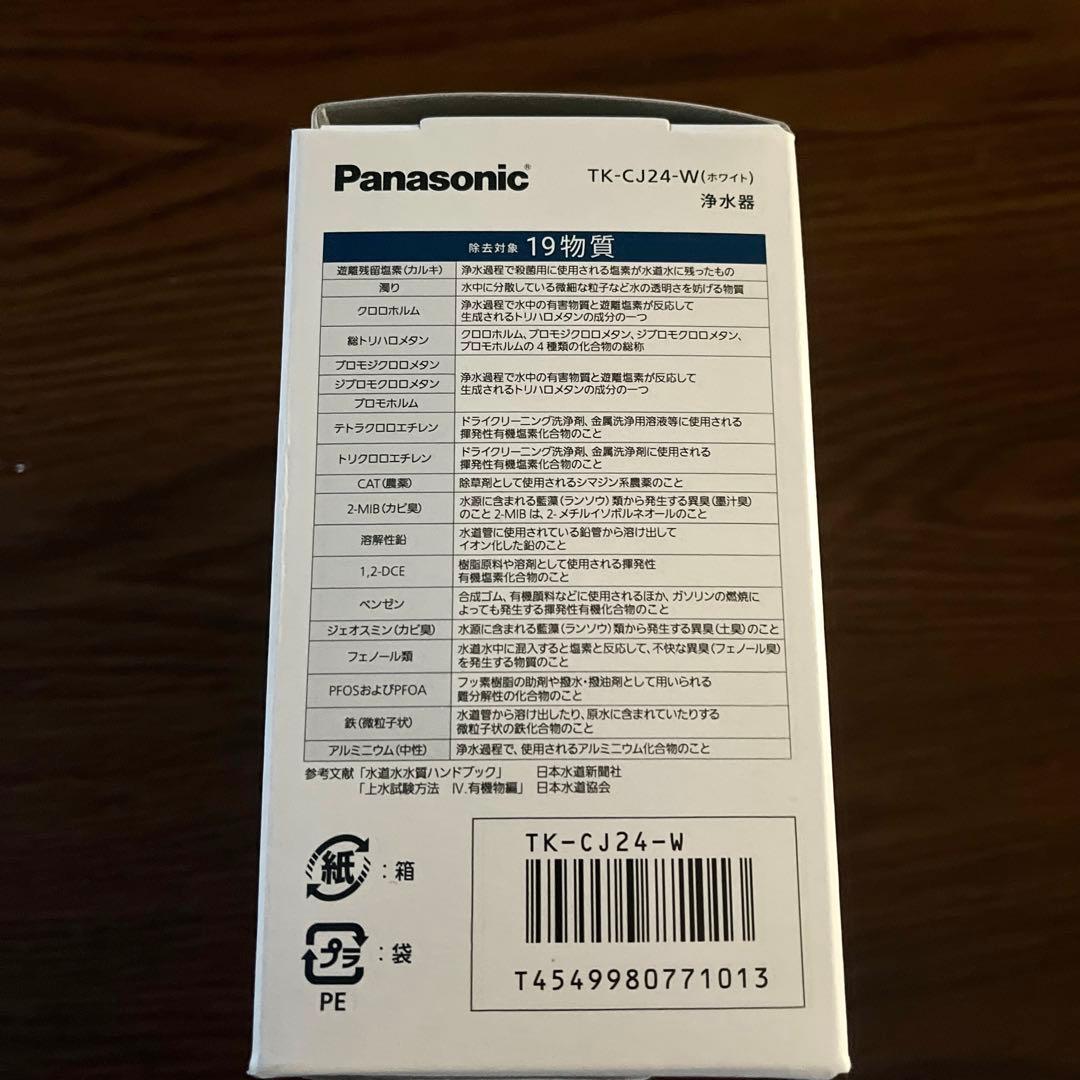 Panasonic®
TK-CJ24-W(ホワイト)
浄水器
除去対象 19物質
遊離残留塩素(カルキ) 浄水過程で殺菌用に使用される塩素が水道水に残ったもの
濁り 水中に分散している微細な粒子など水の透明さを妨げる物質
クロロホルム 浄水過程で水中の有害物質と遊離塩素が反応して
生成されるトリハロメタンの成分の一つ
総トリハロメタン クロロホルム、ブロモジクロロメタン、ジブロモクロロメタン、
ブロモホルムの4種類の化合物の総称
ブロモジクロロメタン
ジブロモクロロメタン
ブロモホルム
浄水過程で水中の有害物質と遊離塩素が反応して
生成されるトリハロメタンの成分の一つ
テトラクロロエチレン ドライクリーニング洗浄剤、金属洗浄用溶液等に使用される
揮発性有機塩素化合物のこと
トリクロロエチレン ドライクリーニング洗浄剤、金属洗浄剤に使用される
揮発性有機塩素化合物のこと
CAT(農薬) 除草剤として使用されるシマジン系農薬のこと
2-MIB(カビ臭) 水源に含まれる藍藻(ランソウ)類から発生する異臭(墨汁臭)
のこと 2-MIBは、2-メチルイソボルネオールのこと
溶解性鉛 水道管に使用されている鉛管から溶け出して
イオン化した鉛のこと
1,2-DCE 樹脂原料や溶剤として使用される揮発性
有機塩素化合物のこと
ベンゼン 合成ゴム、有機顔料などに使用されるほか、ガソリンの燃焼に
よっても発生する揮発性有機化合物のこと
ジェオスミン(カビ臭) 水源に含まれる藍藻(ランソウ)類から発生する異臭(土臭)のこと
フェノール類 水道水中に混入すると塩素と反応して、不快な異臭(フェノール臭)
を発生する物質のこと
PFOSおよびPFOA フッ素樹脂の助剤や撥水・撥油剤として用いられる
難分解性の化合物のこと
鉄(微粒子状) 水道管から溶け出したり、原水に含まれていたりする
微粒子状の鉄化合物のこと
アルミニウム(中性) 浄水過程で、使用されるアルミニウム化合物のこと
参考文献「水道水水質ハンドブック」 日本水道新聞社
「上水試験方法 Ⅳ.有機物編」 日本水道協会
紙:箱
プラ:袋
PE
TK-CJ24-W
T4549980771013